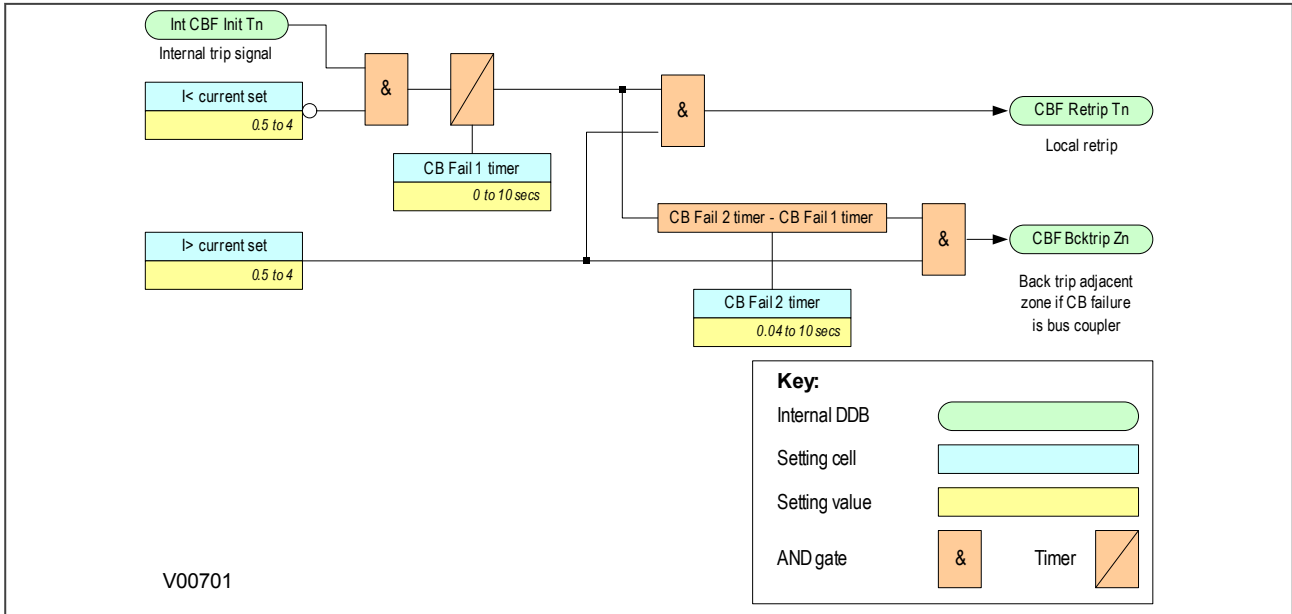 Int CBF Init Tn
Internal trip signal
I< current set
0.5 to 4
&
CB Fail 1 timer
0 to 10 secs
&
CBF Retrip Tn
Local retrip
I> current set
0.5 to 4
CB Fail 2 timer - CB Fail 1 timer
&
CBF Bcktrip Zn
Back trip adjacent
zone if CB failure
is bus coupler
CB Fail 2 timer
0.04 to 10 secs
Key:
Internal DDB
Setting cell
Setting value
AND gate
&
Timer
V00701